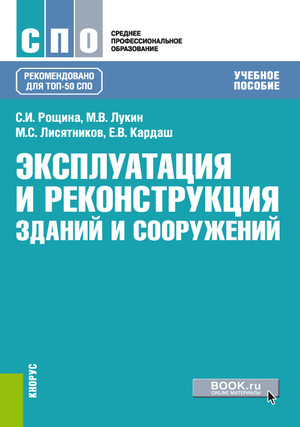 СПО
СРЕДНЕЕ
ПРОФЕССИОНАЛЬНОЕ
ОБРАЗОВАНИЕ
РЕКОМЕНДОВАНО
ДЛЯ ТОП-50 СПО
УЧЕБНОЕ
ПОСОБИЕ
С.И. Рощина, М.В. Лукин
М.С. Лисятников, Е.В. Кардаш
ЭКСПЛУАТАЦИЯ
И РЕКОНСТРУКЦИЯ
ЗДАНИЙ И СООРУЖЕНИЙ
КНОРУС
BOOK.ru
ONLINE МАТЕРИАЛЫ